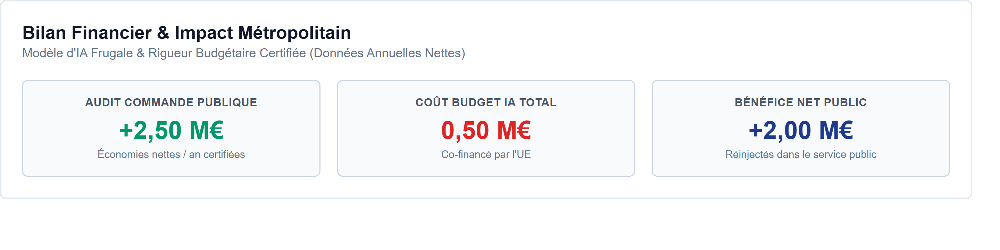 Bilan Financier & Impact Métropolitain
Modèle d'IA Frugale & Rigueur Budgétaire Certifiée (Données Annuelles Nettes)
AUDIT COMMANDE PUBLIQUE
+2,50 M€
Économies nettes / an certifiées
COÛT BUDGET IA TOTAL
0,50 M€
Co-financé par l'UE
BÉNÉFICE NET PUBLIC
+2,00 M€
Réinjectés dans le service public